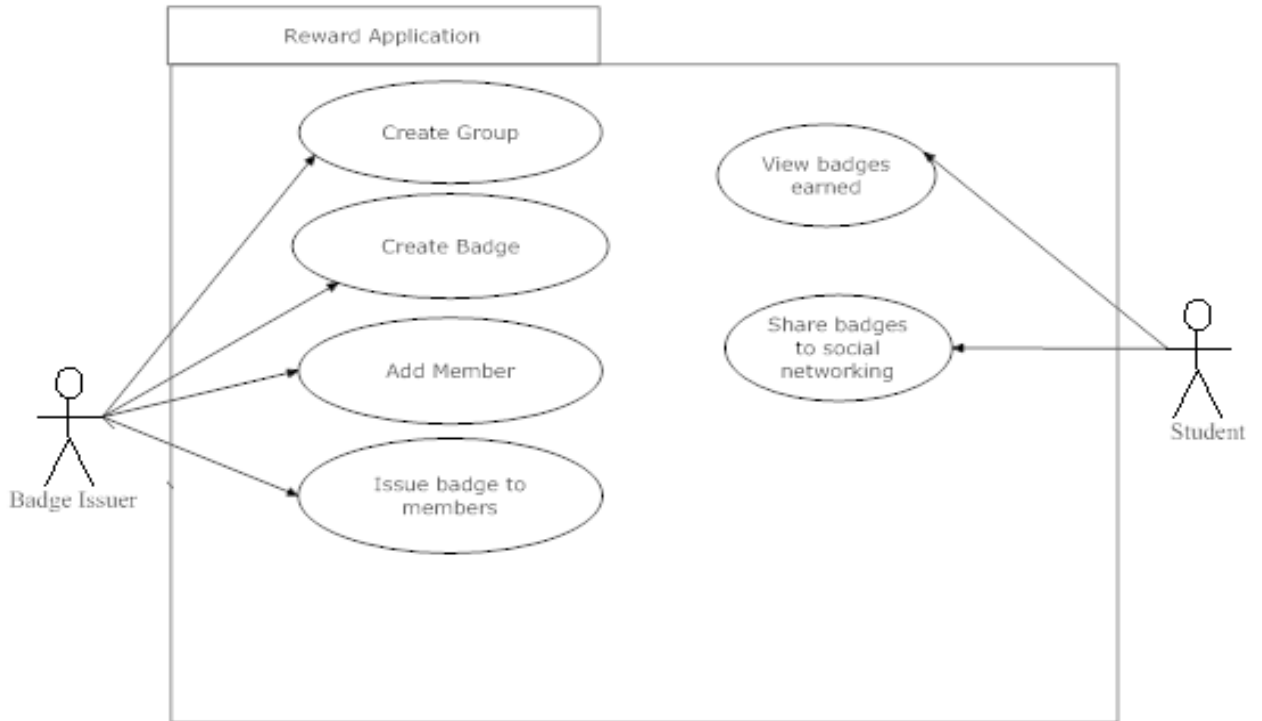 Reward Application
Create Group
Create Badge
Add Member
Issue badge to
members
View badges
earned
Share badges
to social
networking
Badge Issuer
Student